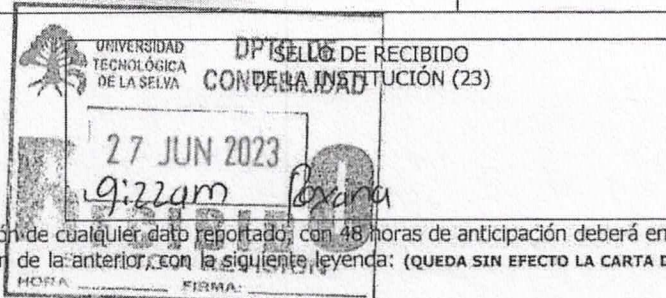 UNIVERSIDAD
TECNOLÓGICA
DE LA SELVA
DPTO. DE
CONTABILIDAD
SELLO DE RECIBIDO
DE LA INSTITUCIÓN (23)
27 JUN 2023
9:22am Roxana
ón de cualquier dato reportado, con 48 horas de anticipación deberá en
n de la anterior, con la siguiente leyenda: (QUEDA SIN EFECTO LA CARTA D
HORA FIRMA: